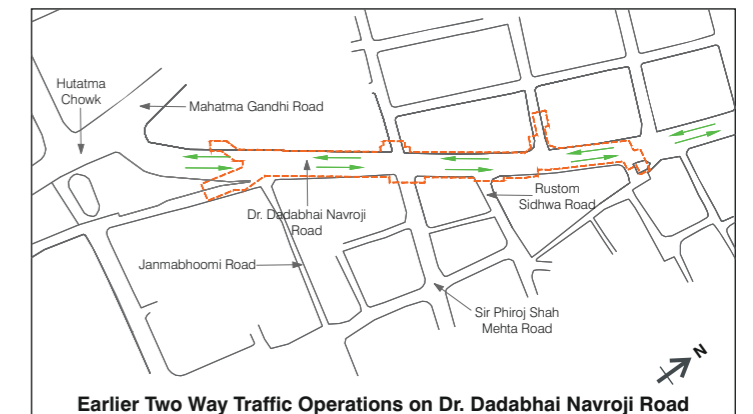 Hutatma
Chowk
Mahatma Gandhi Road
Dr. Dadabhai Navroji
Road
Rustom
Sidhwa Road
Janmabhoomi Road
Sir Phiroj Shah
Mehta Road
N
Earlier Two Way Traffic Operations on Dr. Dadabhai Navroji Road